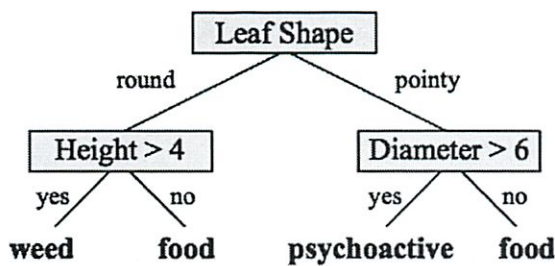 Leaf Shape
round pointy
Height > 4 Diameter > 6
yes no yes no
weed food psychoactive food